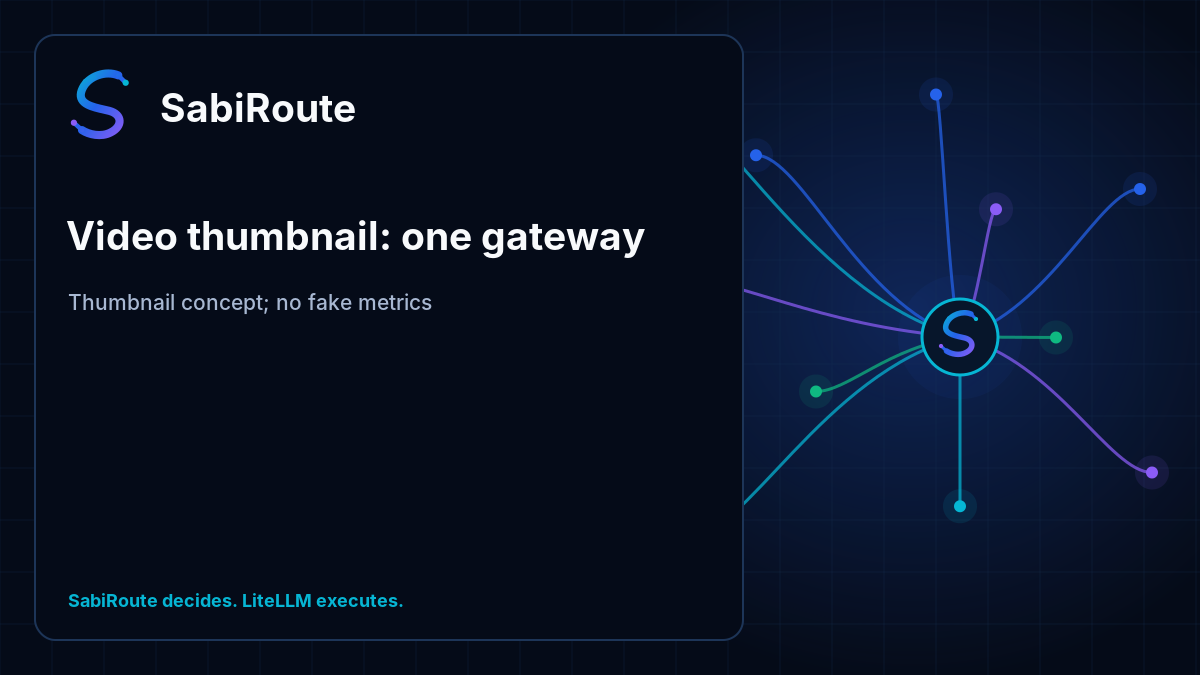 SabiRoute
Video thumbnail: one gateway
Thumbnail concept; no fake metrics
SabiRoute decides. LiteLLM executes.